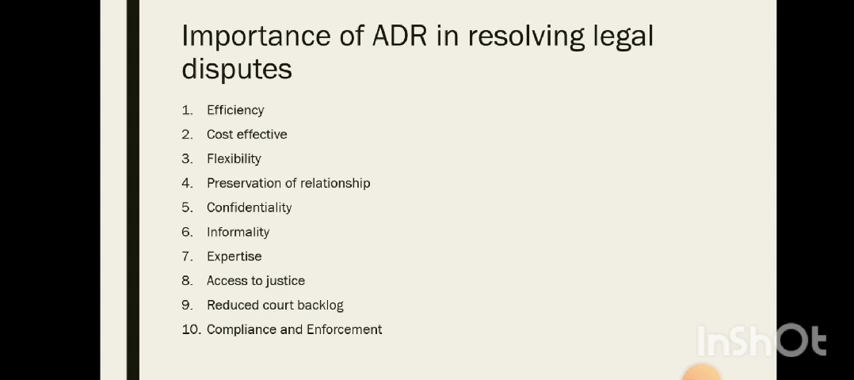 Importance of ADR in resolving legal
disputes
1. Efficiency
2. Cost effective
3. Flexibility
4. Preservation of relationship
5. Confidentiality
6. Informality
7. Expertise
8. Access to justice
9. Reduced court backlog
10. Compliance and Enforcement
InShOt